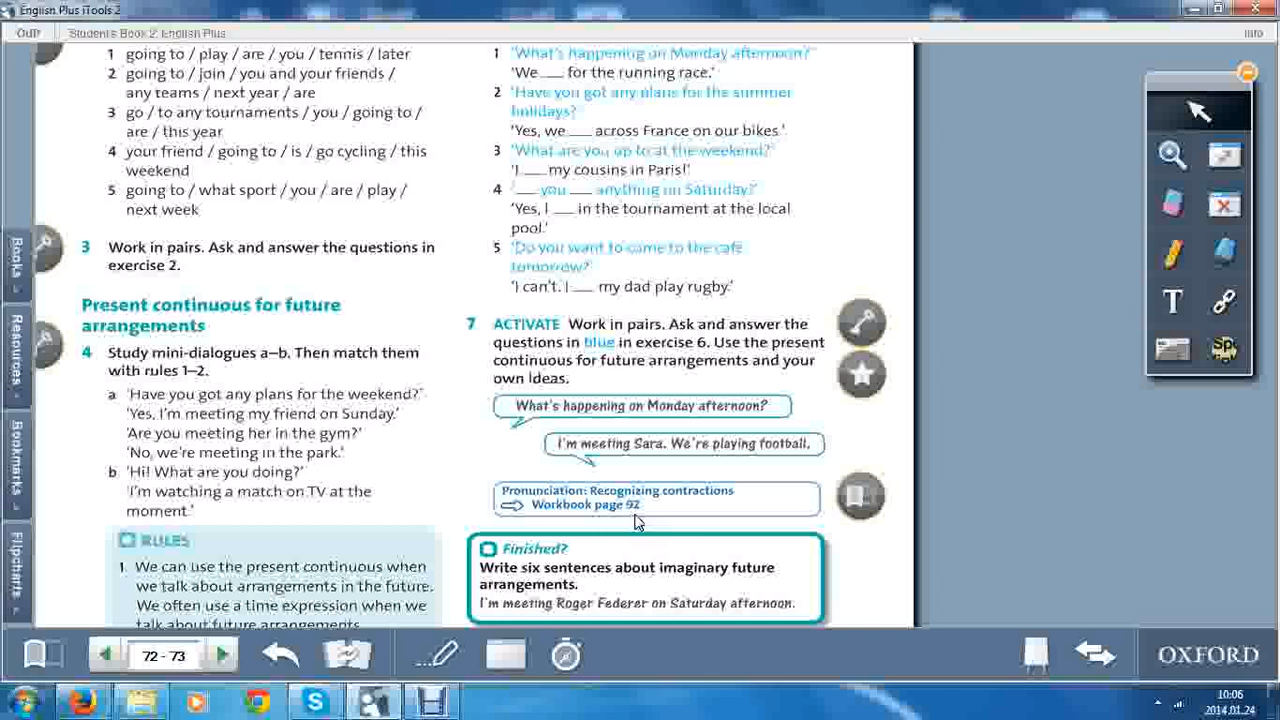 English Plus iTools 2
Quit
Student's Book 2: English Plus
Info
1 going to / play / are / you / tennis / later
2 going to / join / you and your friends /
any teams / next year / are
3 go / to any tournaments / you / going to /
are / this year
4 your friend / going to / is / go cycling / this
weekend
5 going to / what sport / you / are / play /
next week
3 Work in pairs. Ask and answer the questions in
exercise 2.
Present continuous for future
arrangements
4 Study mini-dialogues a–b. Then match them
with rules 1–2.
a 'Have you got any plans for the weekend?'
'Yes, I'm meeting my friend on Sunday.'
'Are you meeting her in the gym?'
'No, we're meeting in the park.'
b 'Hi! What are you doing?'
'I'm watching a match on TV at the
moment.'
RULES
1 We can use the present continuous when
we talk about arrangements in the future.
We often use a time expression when we
talk about future arrangements.
1 'What's happening on Monday afternoon?'
'We ___ for the running race.'
2 'Have you got any plans for the summer
holidays?'
'Yes, we ___ across France on our bikes.'
3 'What are you up to at the weekend?'
'I ___ my cousins in Paris!'
4 '___ you ___ anything on Saturday?'
'Yes, I ___ in the tournament at the local
pool.'
5 'Do you want to come to the café
tomorrow?'
'I can't. I ___ my dad play rugby.'
7 ACTIVATE Work in pairs. Ask and answer the
questions in blue in exercise 6. Use the present
continuous for future arrangements and your
own ideas.
What's happening on Monday afternoon?
I'm meeting Sara. We're playing football.
Pronunciation: Recognizing contractions
Workbook page 92
Finished?
Write six sentences about imaginary future
arrangements.
I'm meeting Roger Federer on Saturday afternoon.
Books
Resources
Bookmarks
Flipcharts
T
Sp
72 - 73
OXFORD
10:06
2014.01.24